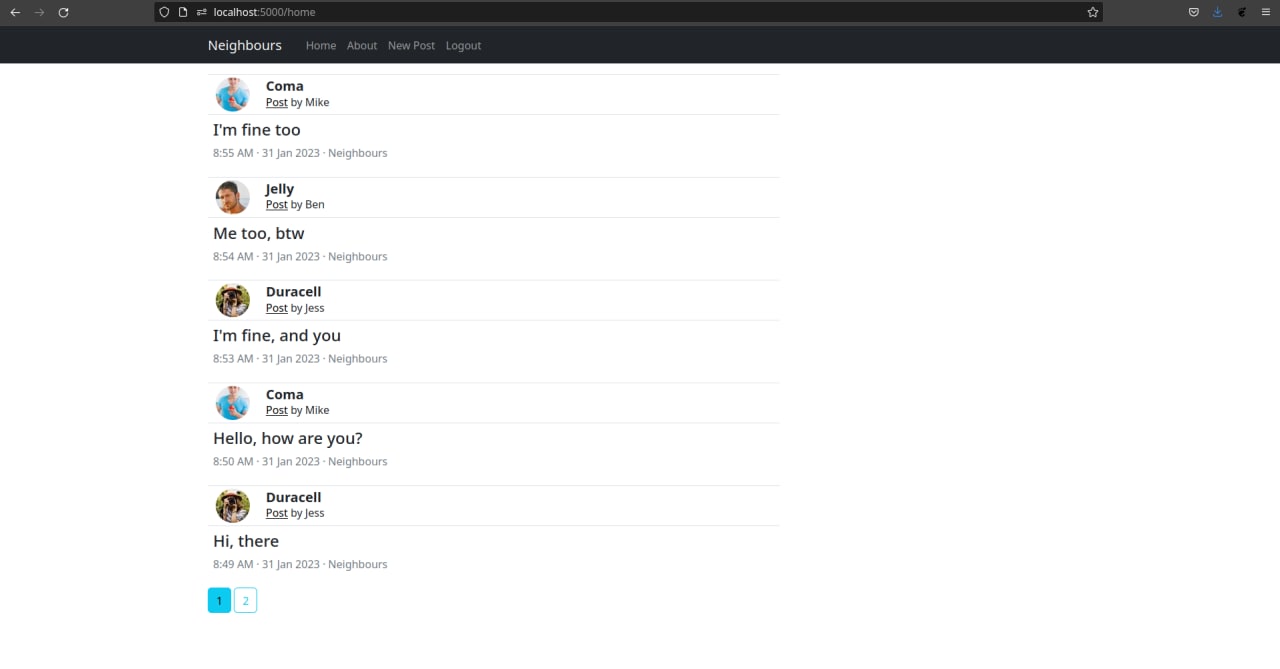 localhost:5000/home
Neighbours Home About New Post Logout
Coma
Post by Mike
I'm fine too
8:55 AM · 31 Jan 2023 · Neighbours
Jelly
Post by Ben
Me too, btw
8:54 AM · 31 Jan 2023 · Neighbours
Duracell
Post by Jess
I'm fine, and you
8:53 AM · 31 Jan 2023 · Neighbours
Coma
Post by Mike
Hello, how are you?
8:50 AM · 31 Jan 2023 · Neighbours
Duracell
Post by Jess
Hi, there
8:49 AM · 31 Jan 2023 · Neighbours
1 2